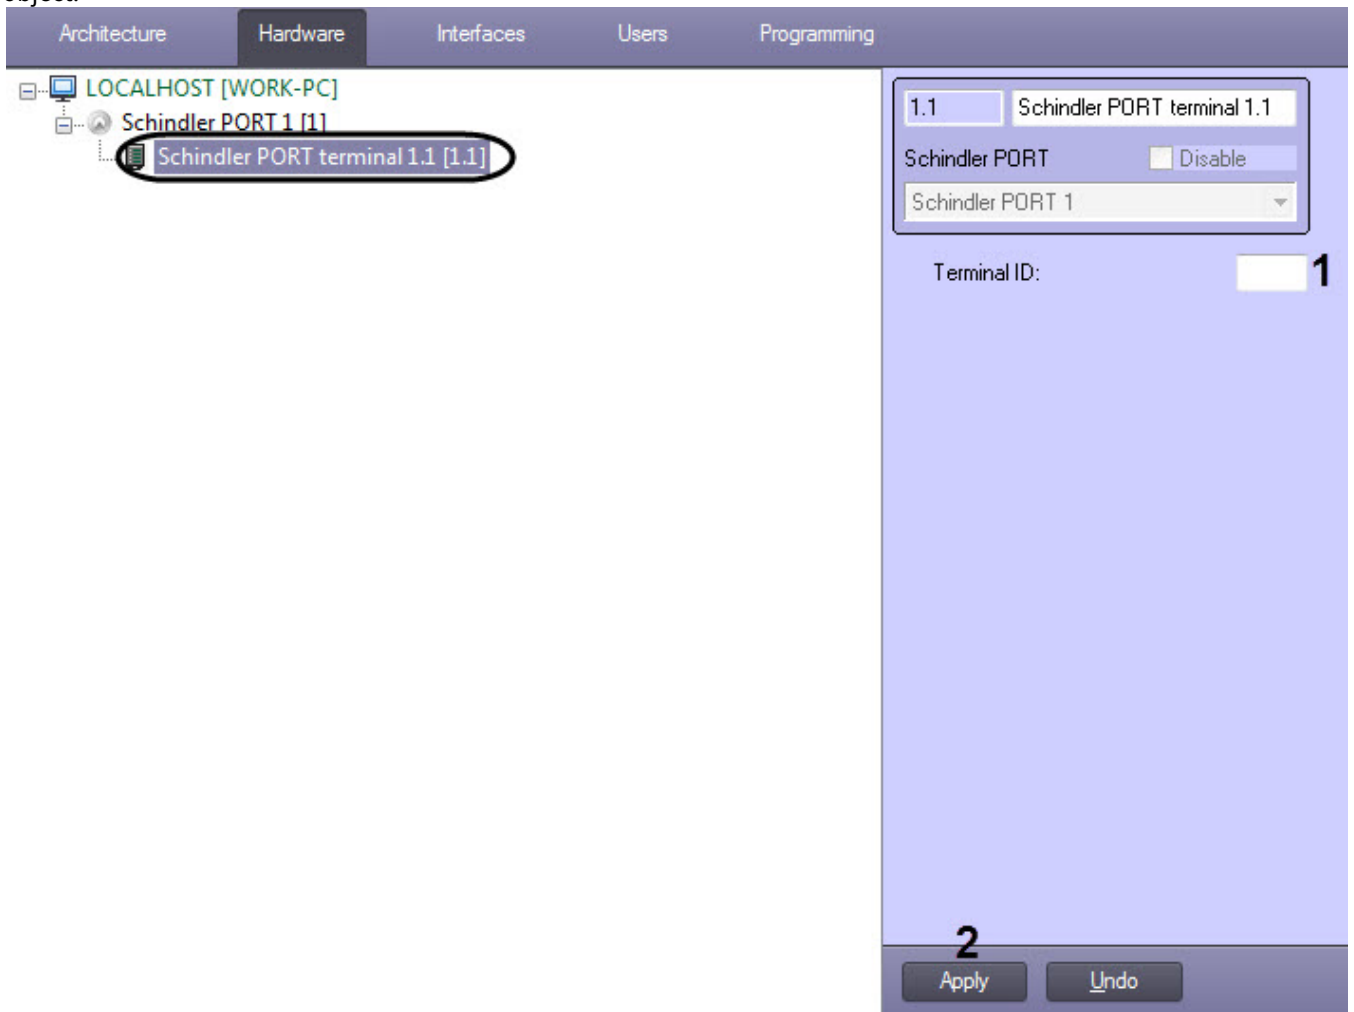 object.
Architecture Hardware Interfaces Users Programming
LOCALHOST [WORK-PC]
Schindler PORT 1 [1]
Schindler PORT terminal 1.1 [1.1]
1.1 Schindler PORT terminal 1.1
Schindler PORT Disable
Schindler PORT 1
Terminal ID: 1
2
Apply Undo